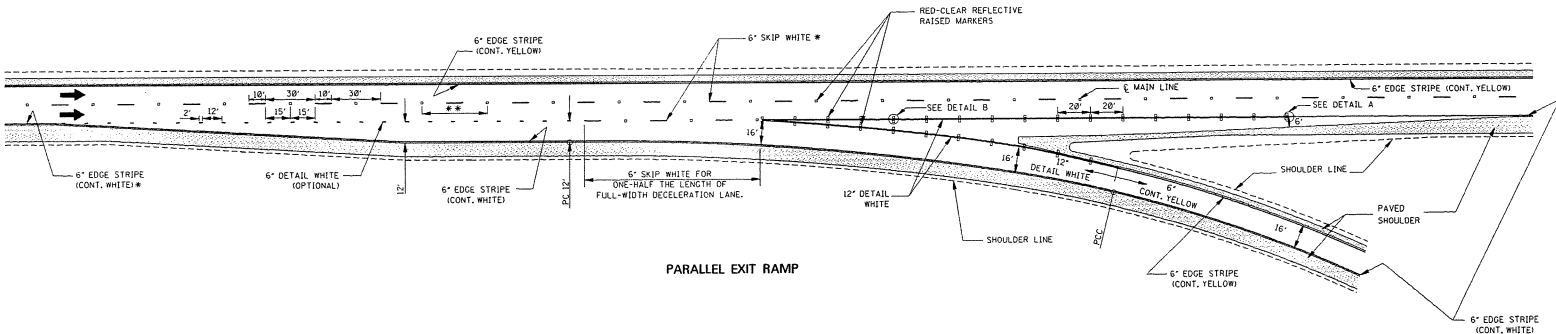 RED-CLEAR REFLECTIVE
RAISED MARKERS
6" EDGE STRIPE
(CONT. YELLOW)
6" SKIP WHITE *
℄ MAIN LINE
6" EDGE STRIPE (CONT. YELLOW)
10' 30' 10' 30'
2' 12'
15' 15'
**
SEE DETAIL B
20' 20'
SEE DETAIL A
6'
16'
12'
PC 12'
6" EDGE STRIPE
(CONT. WHITE) *
6" DETAIL WHITE
(OPTIONAL)
6" EDGE STRIPE
(CONT. WHITE)
6" SKIP WHITE FOR
ONE-HALF THE LENGTH OF
FULL-WIDTH DECELERATION LANE.
12" DETAIL
WHITE
16'
12"
DETAIL WHITE
6"
CONT. YELLOW
SHOULDER LINE
PAVED
SHOULDER
16'
PCC
SHOULDER LINE
6" EDGE STRIPE
(CONT. YELLOW)
PARALLEL EXIT RAMP
6" EDGE STRIPE
(CONT. WHITE)